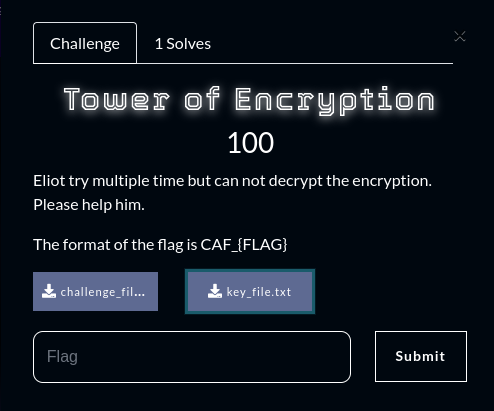 Challenge
1 Solves
Tower of Encryption
100
Eliot try multiple time but can not decrypt the encryption.
Please help him.
The format of the flag is CAF_{FLAG}
challenge_fil...
key_file.txt
Flag
Submit